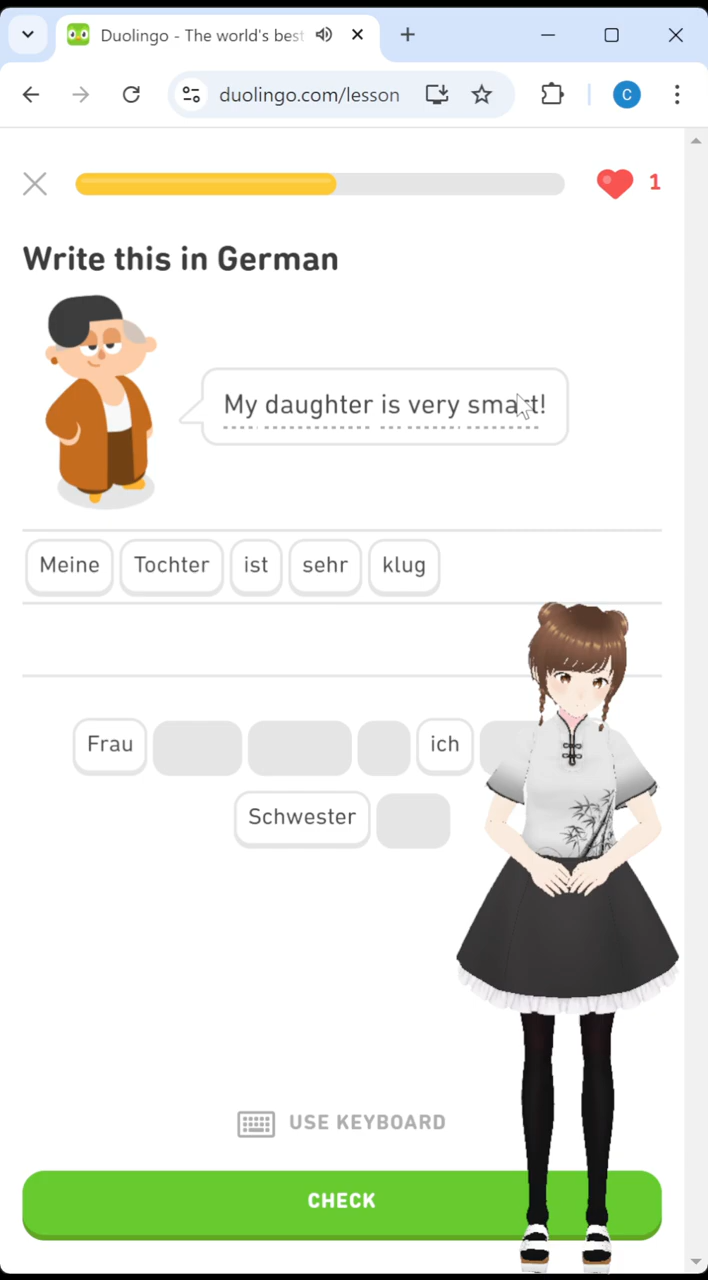 Duolingo - The world's best
duolingo.com/lesson
C
1
Write this in German
My daughter is very smart!
Meine Tochter ist sehr klug
Frau ich
Schwester
USE KEYBOARD
CHECK